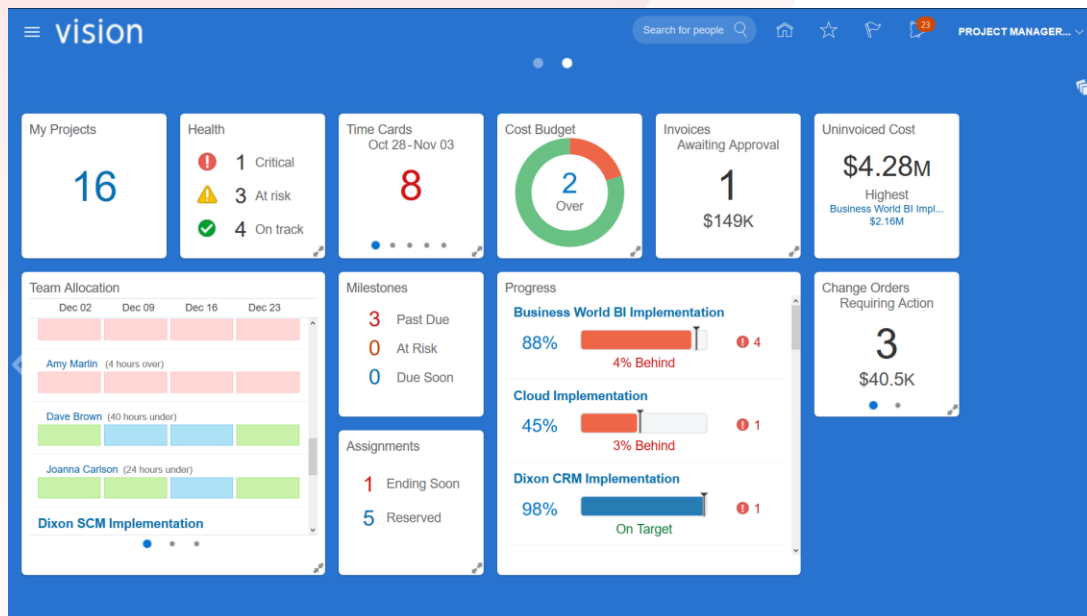 vision
Search for people
23
PROJECT MANAGER...
My Projects
16
Health
1 Critical
3 At risk
4 On track
Time Cards
Oct 28-Nov 03
8
Cost Budget
2
Over
Invoices
Awaiting Approval
1
$149K
Uninvoiced Cost
$4.28M
Highest
Business World BI Impl...
$2.16M
Team Allocation
Dec 02 Dec 09 Dec 16 Dec 23
Amy Marlin (4 hours over)
Dave Brown (40 hours under)
Joanna Carlson (24 hours under)
Dixon SCM Implementation
Milestones
3 Past Due
0 At Risk
0 Due Soon
Assignments
1 Ending Soon
5 Reserved
Progress
Business World BI Implementation
88% 4
4% Behind
Cloud Implementation
45% 1
3% Behind
Dixon CRM Implementation
98% 1
On Target
Change Orders
Requiring Action
3
$40.5K